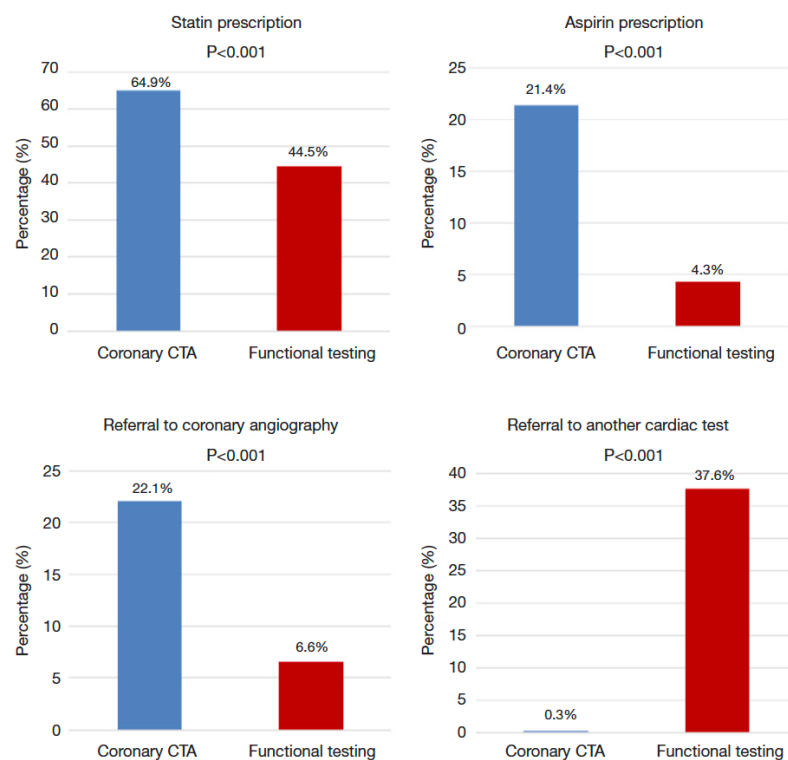 Statin prescription
P<0.001
Percentage (%)
70
60
50
40
30
20
10
0
64.9%
44.5%
Coronary CTA
Functional testing
Aspirin prescription
P<0.001
Percentage (%)
25
20
15
10
5
0
21.4%
4.3%
Coronary CTA
Functional testing
Referral to coronary angiography
P<0.001
Percentage (%)
25
20
15
10
5
0
22.1%
6.6%
Coronary CTA
Functional testing
Referral to another cardiac test
P<0.001
Percentage (%)
40
35
30
25
20
15
10
5
0
0.3%
37.6%
Coronary CTA
Functional testing